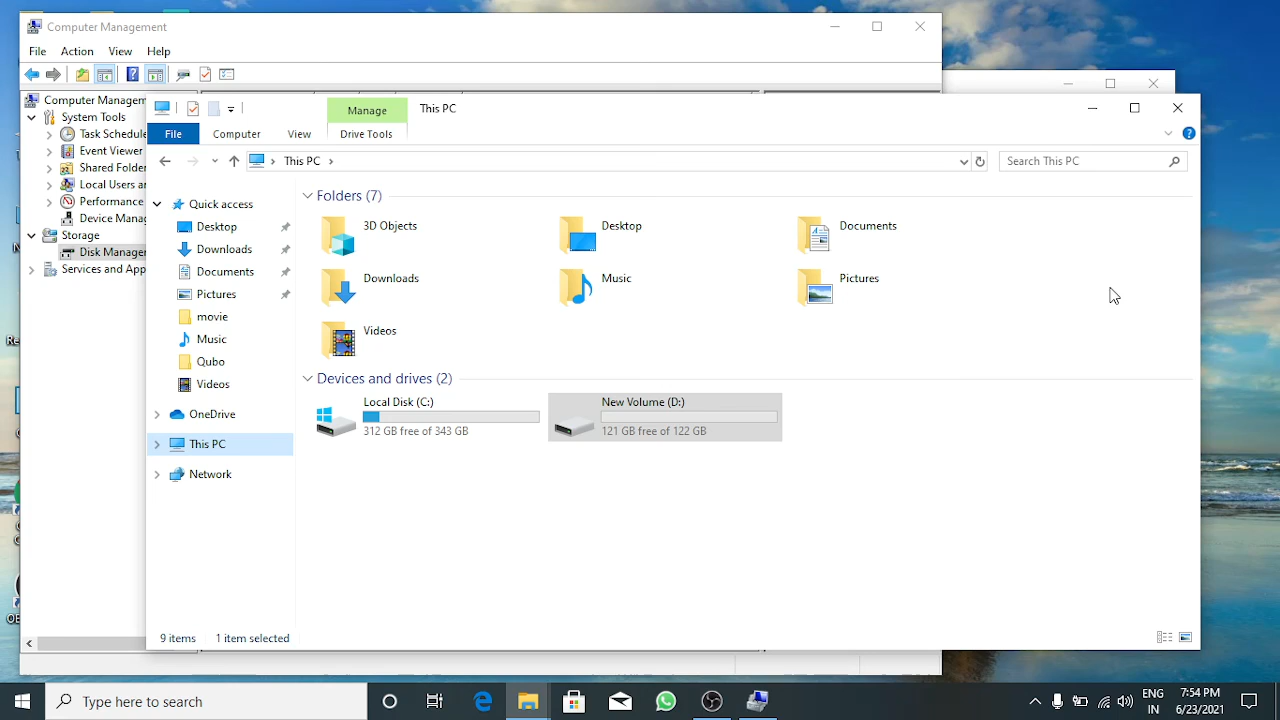 Computer Management
File Action View Help
Computer Managem
System Tools
Task Schedule
Event Viewer
Shared Folder
Local Users a
Performance
Device Manag
Storage
Disk Manager
Services and App
Manage This PC
File Computer View Drive Tools
This PC
Search This PC
Quick access
Desktop
Downloads
Documents
Pictures
movie
Music
Qubo
Videos
OneDrive
This PC
Network
Folders (7)
3D Objects Desktop Documents
Downloads Music Pictures
Videos
Devices and drives (2)
Local Disk (C:) New Volume (D:)
312 GB free of 343 GB 121 GB free of 122 GB
9 items 1 item selected
Type here to search
ENG 7:54 PM
IN 6/23/2021